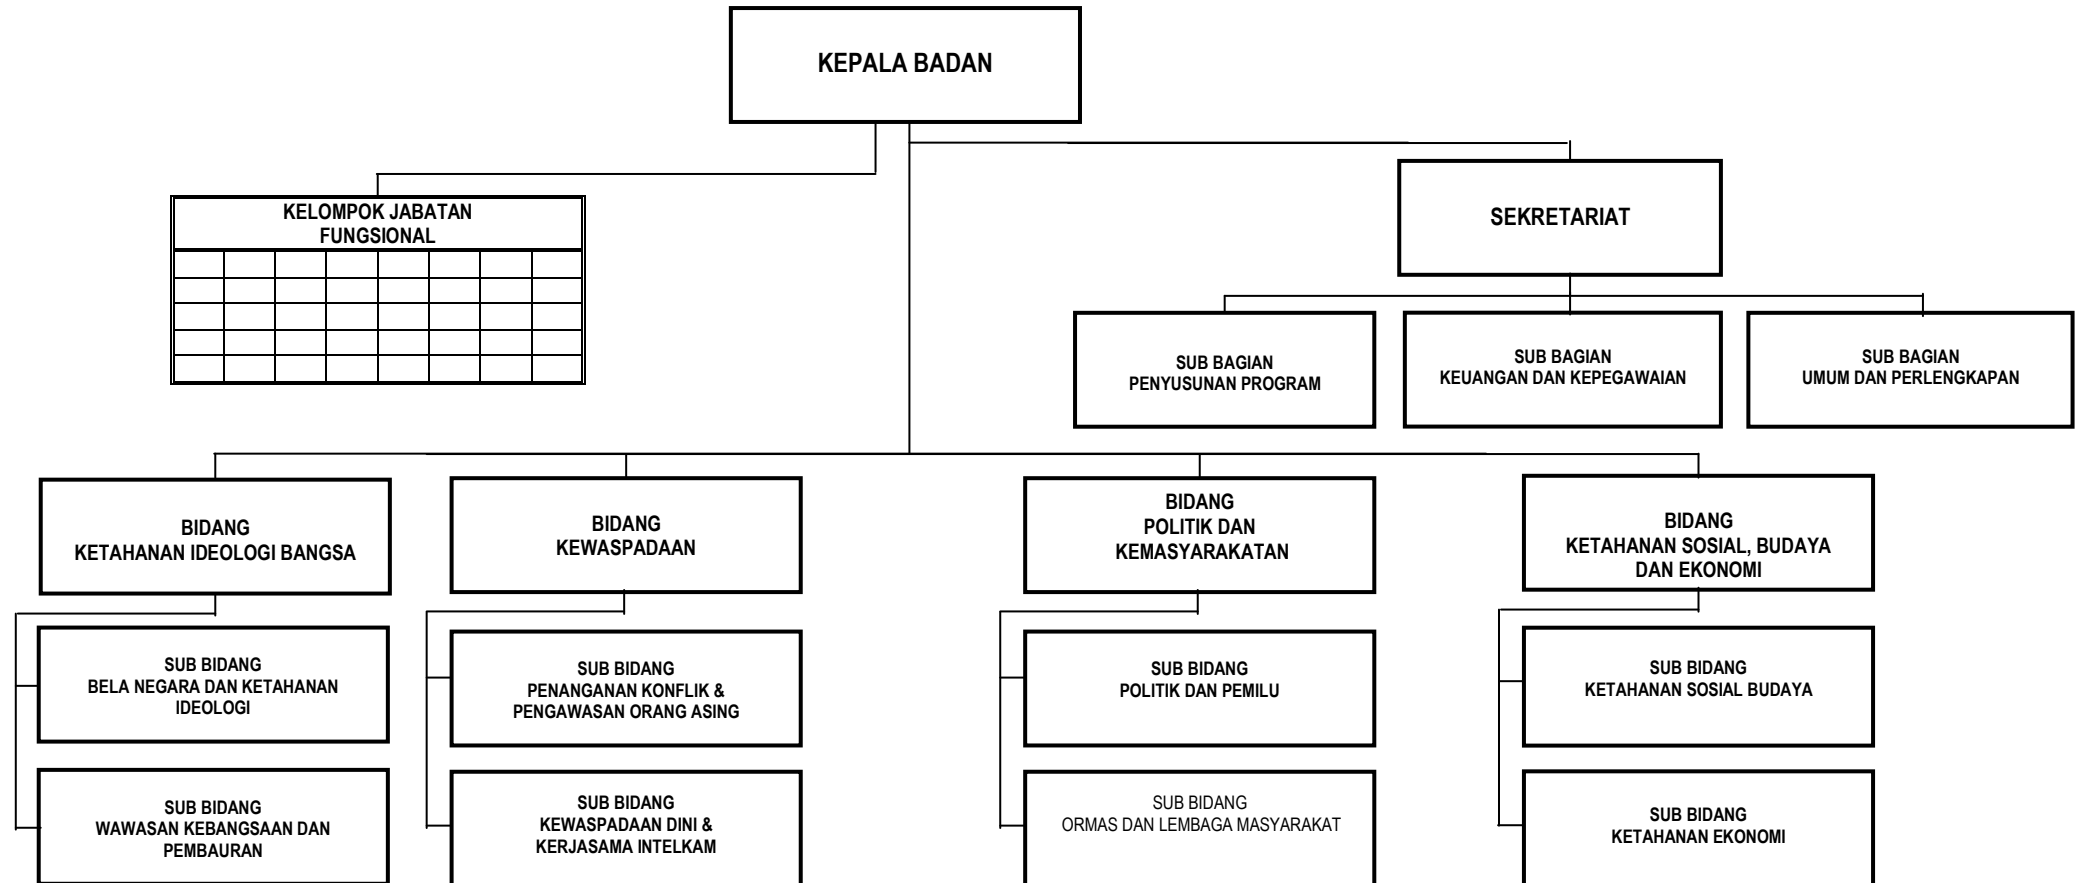 KEPALA BADAN
KELOMPOK JABATAN
FUNGSIONAL
SEKRETARIAT
SUB BAGIAN
PENYUSUNAN PROGRAM
SUB BAGIAN
KEUANGAN DAN KEPEGAWAIAN
SUB BAGIAN
UMUM DAN PERLENGKAPAN
BIDANG
KETAHANAN IDEOLOGI BANGSA
BIDANG
KEWASPADAAN
BIDANG
POLITIK DAN
KEMASYARAKATAN
BIDANG
KETAHANAN SOSIAL, BUDAYA
DAN EKONOMI
SUB BIDANG
BELA NEGARA DAN KETAHANAN
IDEOLOGI
SUB BIDANG
PENANGANAN KONFLIK &
PENGAWASAN ORANG ASING
SUB BIDANG
POLITIK DAN PEMILU
SUB BIDANG
KETAHANAN SOSIAL BUDAYA
SUB BIDANG
WAWASAN KEBANGSAAN DAN
PEMBAURAN
SUB BIDANG
KEWASPADAAN DINI &
KERJASAMA INTELKAM
SUB BIDANG
ORMAS DAN LEMBAGA MASYARAKAT
SUB BIDANG
KETAHANAN EKONOMI